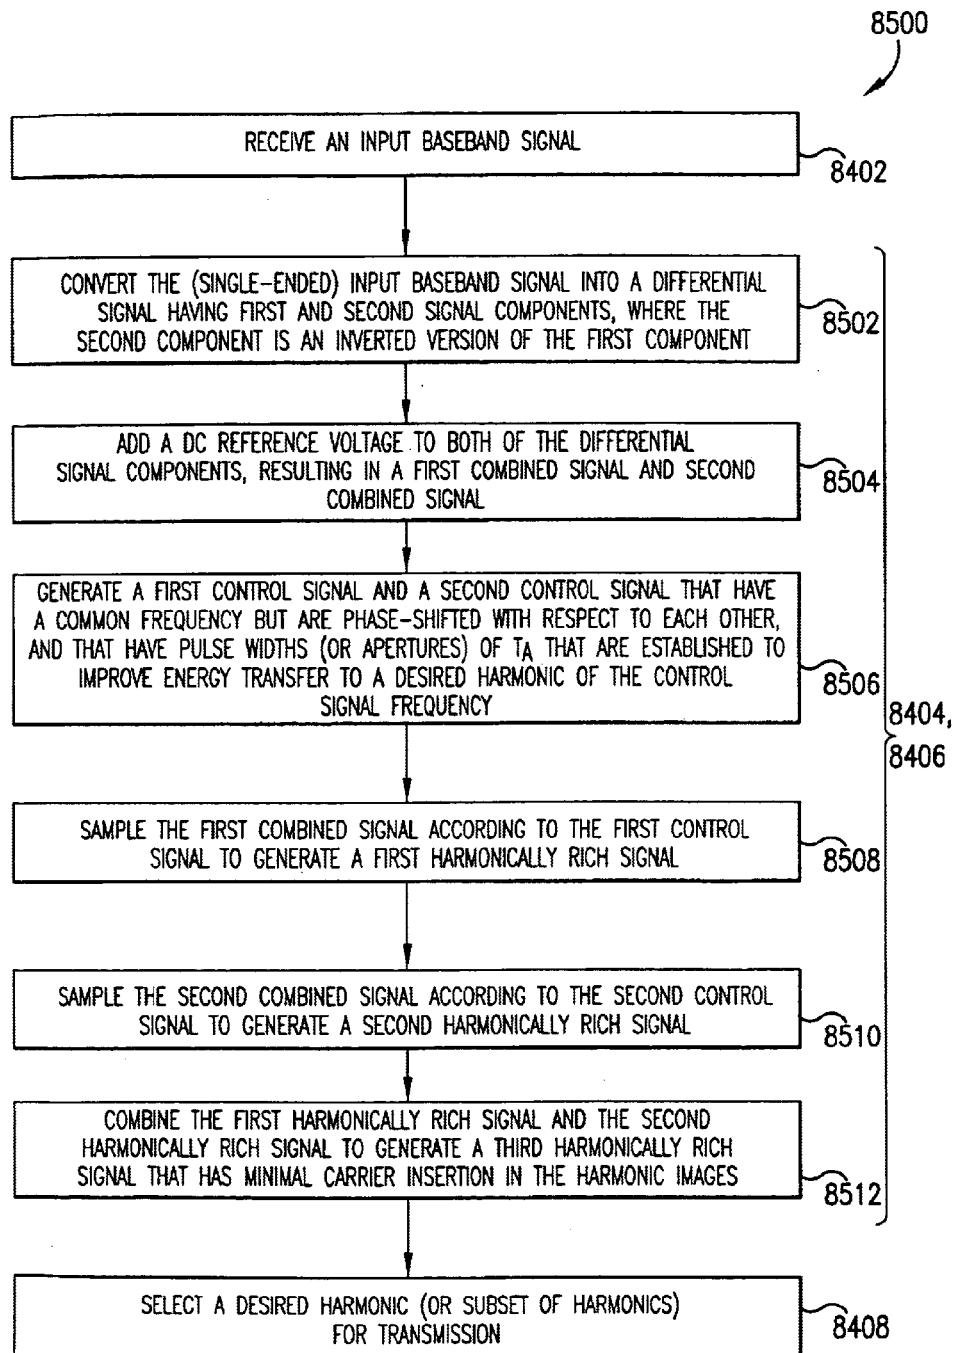 8500
RECEIVE AN INPUT BASEBAND SIGNAL
8402
CONVERT THE (SINGLE-ENDED) INPUT BASEBAND SIGNAL INTO A DIFFERENTIAL
SIGNAL HAVING FIRST AND SECOND SIGNAL COMPONENTS, WHERE THE
SECOND COMPONENT IS AN INVERTED VERSION OF THE FIRST COMPONENT
8502
ADD A DC REFERENCE VOLTAGE TO BOTH OF THE DIFFERENTIAL
SIGNAL COMPONENTS, RESULTING IN A FIRST COMBINED SIGNAL AND SECOND
COMBINED SIGNAL
8504
GENERATE A FIRST CONTROL SIGNAL AND A SECOND CONTROL SIGNAL THAT HAVE
A COMMON FREQUENCY BUT ARE PHASE-SHIFTED WITH RESPECT TO EACH OTHER,
AND THAT HAVE PULSE WIDTHS (OR APERTURES) OF TA THAT ARE ESTABLISHED TO
IMPROVE ENERGY TRANSFER TO A DESIRED HARMONIC OF THE CONTROL
SIGNAL FREQUENCY
8506
8404,
8406
SAMPLE THE FIRST COMBINED SIGNAL ACCORDING TO THE FIRST CONTROL
SIGNAL TO GENERATE A FIRST HARMONICALLY RICH SIGNAL
8508
SAMPLE THE SECOND COMBINED SIGNAL ACCORDING TO THE SECOND CONTROL
SIGNAL TO GENERATE A SECOND HARMONICALLY RICH SIGNAL
8510
COMBINE THE FIRST HARMONICALLY RICH SIGNAL AND THE SECOND
HARMONICALLY RICH SIGNAL TO GENERATE A THIRD HARMONICALLY RICH
SIGNAL THAT HAS MINIMAL CARRIER INSERTION IN THE HARMONIC IMAGES
8512
SELECT A DESIRED HARMONIC (OR SUBSET OF HARMONICS)
FOR TRANSMISSION
8408